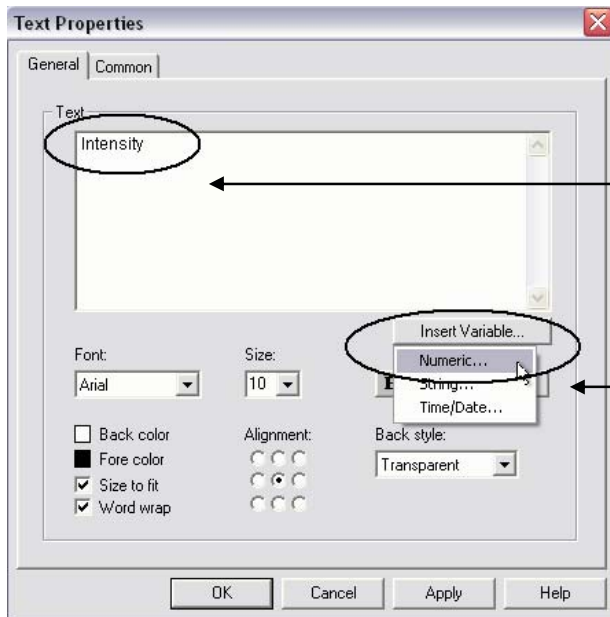 Text Properties
General Common
Text
Intensity
Insert Variable...
Numeric...
String...
Time/Date...
Font:
Size:
Arial
10
B
Back color
Fore color
Size to fit
Word wrap
Alignment:
Back style:
Transparent
OK Cancel Apply Help